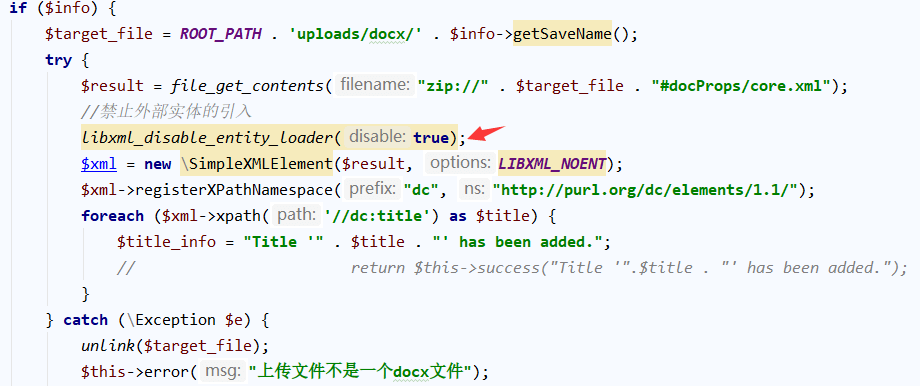 if ($info) {
$target_file = ROOT_PATH . 'uploads/docx/' . $info->getSaveName();
try {
$result = file_get_contents( filename: "zip://" . $target_file . "#docProps/core.xml");
//禁止外部实体的引入
libxml_disable_entity_loader( disable: true);
$xml = new \SimpleXMLElement($result, options: LIBXML_NOENT);
$xml->registerXPathNamespace( prefix: "dc", ns: "http://purl.org/dc/elements/1.1/");
foreach ($xml->xpath( path: '//dc:title') as $title) {
$title_info = "Title '" . $title . "' has been added.";
// return $this->success("Title '".$title . "' has been added.");
}
} catch (\Exception $e) {
unlink($target_file);
$this->error( msg: "上传文件不是一个docx文件");